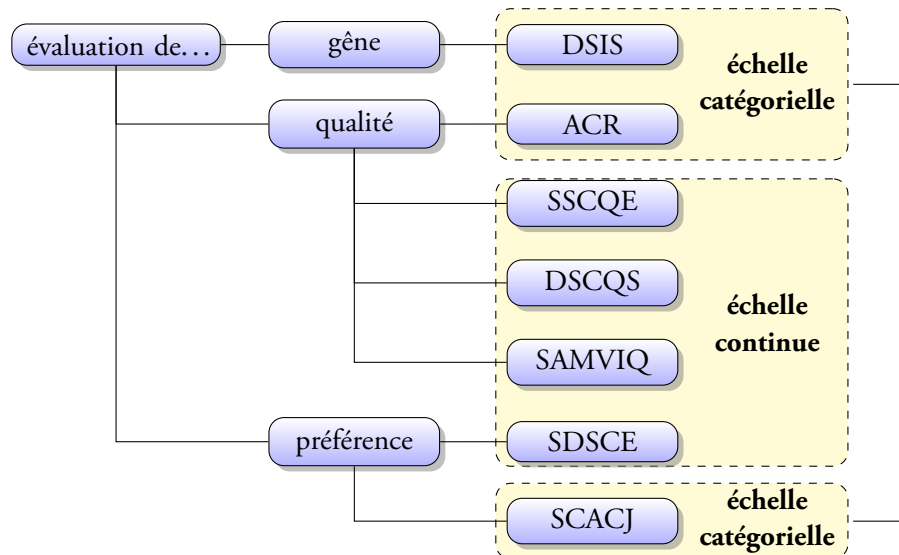 évaluation de…
gêne
DSIS
échelle
catégorielle
qualité
ACR
SSCQE
DSCQS
échelle
continue
SAMVIQ
préférence
SDSCE
SCACJ
échelle
catégorielle